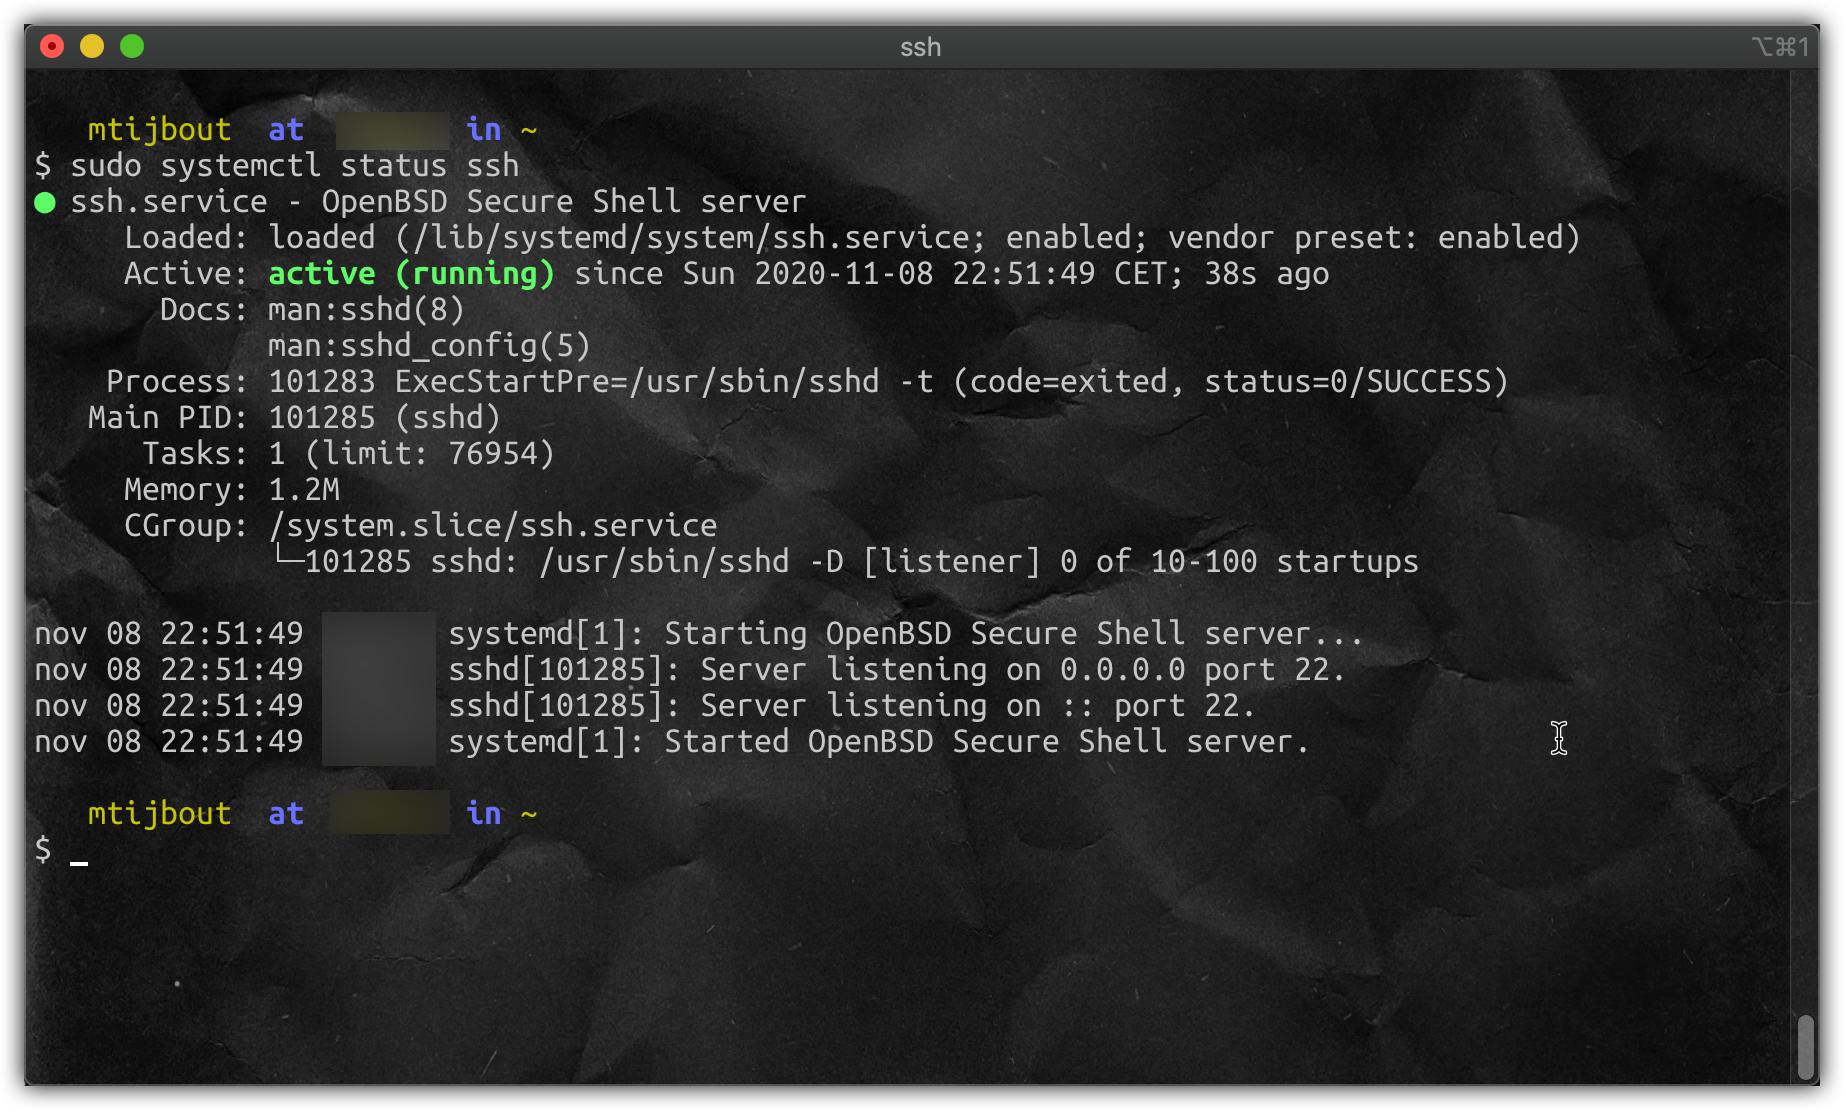 ssh
⌥⌘1
mtijbout at in ~
$ sudo systemctl status ssh
● ssh.service - OpenBSD Secure Shell server
Loaded: loaded (/lib/systemd/system/ssh.service; enabled; vendor preset: enabled)
Active: active (running) since Sun 2020-11-08 22:51:49 CET; 38s ago
Docs: man:sshd(8)
man:sshd_config(5)
Process: 101283 ExecStartPre=/usr/sbin/sshd -t (code=exited, status=0/SUCCESS)
Main PID: 101285 (sshd)
Tasks: 1 (limit: 76954)
Memory: 1.2M
CGroup: /system.slice/ssh.service
└─101285 sshd: /usr/sbin/sshd -D [listener] 0 of 10-100 startups
nov 08 22:51:49 systemd[1]: Starting OpenBSD Secure Shell server...
nov 08 22:51:49 sshd[101285]: Server listening on 0.0.0.0 port 22.
nov 08 22:51:49 sshd[101285]: Server listening on :: port 22.
nov 08 22:51:49 systemd[1]: Started OpenBSD Secure Shell server.
mtijbout at in ~
$ _